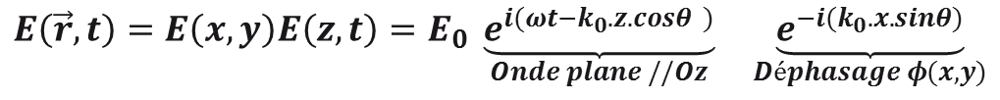 E(r⃗,t) = E(x,y)E(z,t) = E₀ e^{i(ωt−k₀.z.cosθ )} e^{−i(k₀.x.sinθ)}
Onde plane //Oz Déphasage ϕ(x,y)